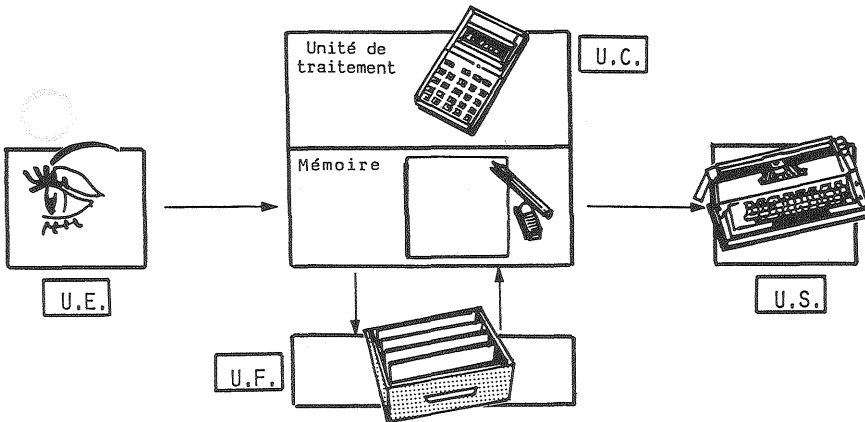 Unité de
traitement
U.C.
Mémoire
U.E.
U.S.
U.F.